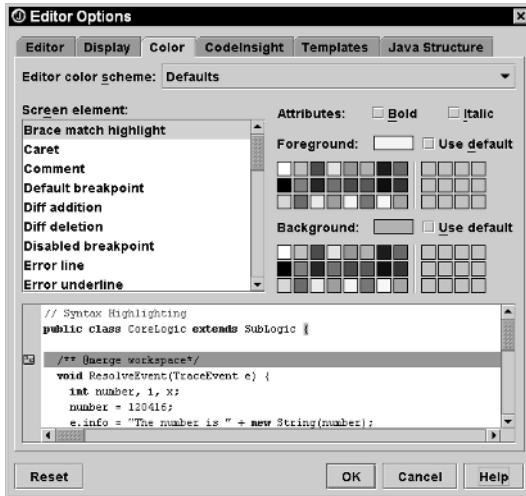 Editor Options
Editor Display Color CodeInsight Templates Java Structure
Editor color scheme: Defaults
Screen element:
Brace match highlight
Caret
Comment
Default breakpoint
Diff addition
Diff deletion
Disabled breakpoint
Error line
Error underline
Attributes: Bold Italic
Foreground: Use default
Background: Use default
// Syntax Highlighting
public class CoreLogic extends SubLogic {
/** @merge workspace*/
void ResolveEvent(TraceEvent e) {
int number, i, x;
number = 120416;
e.info = "The number is " + new String(number);
Reset OK Cancel Help